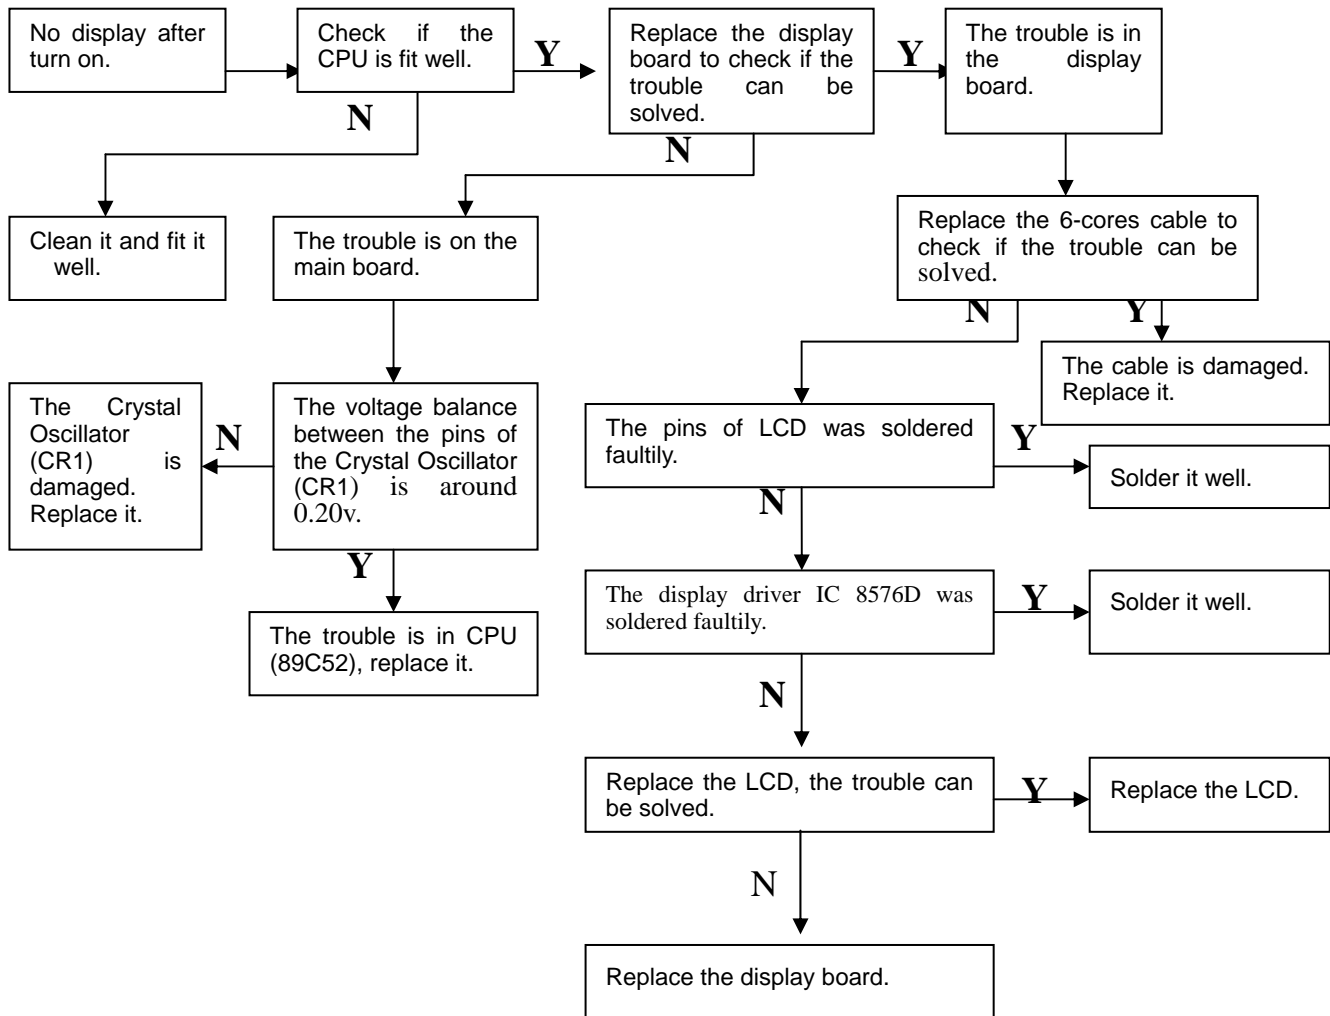 No display after
turn on.
Check if the
CPU is fit well.
Y
Replace the display
board to check if the
trouble can be
solved.
Y
The trouble is in
the display
board.
N
N
Clean it and fit it
well.
The trouble is on the
main board.
Replace the 6-cores cable to
check if the trouble can be
solved.
N
Y
The cable is damaged.
Replace it.
The Crystal
Oscillator
(CR1) is
damaged.
Replace it.
N
The voltage balance
between the pins of
the Crystal Oscillator
(CR1) is around
0.20v.
The pins of LCD was soldered
faultily.
Y
Solder it well.
N
Y
The display driver IC 8576D was
soldered faultily.
Y
Solder it well.
The trouble is in CPU
(89C52), replace it.
N
Replace the LCD, the trouble can
be solved.
Y
Replace the LCD.
N
Replace the display board.